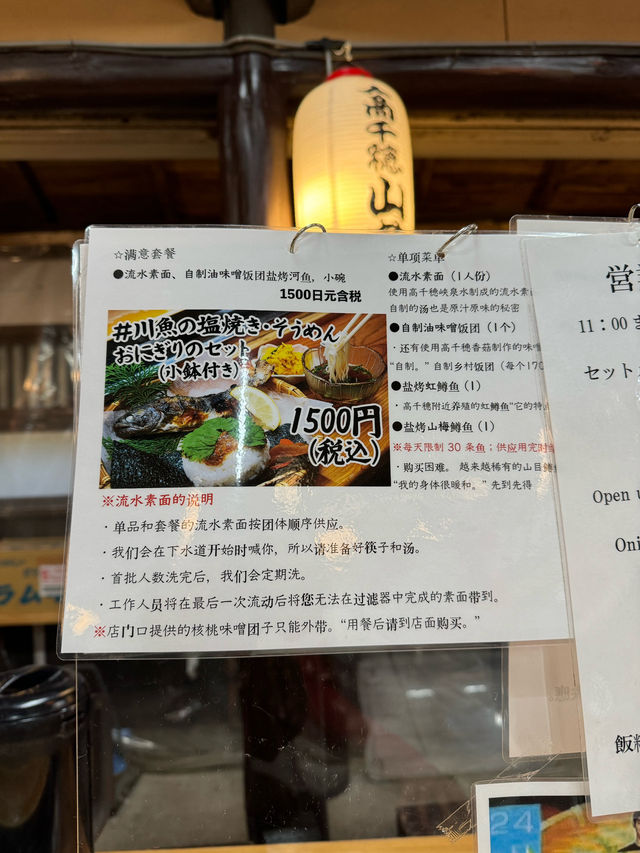 高千穂山
☆满意套餐
●流水素面、自制油味噌饭团盐烤河鱼, 小碗
1500日元含税
井川魚の塩焼き・そうめん
おにぎりのセット
(小鉢付き)
1500円
(税込)
※流水素面的说明
・单品和套餐的流水素面按团体顺序供应。
・我们会在下水道开始时喊你，所以请准备好筷子和汤。
・首批人数洗完后，我们会定期洗。
・工作人员将在最后一次流动后将您无法在过滤器中完成的素面带到。
※店门口提供的核桃味噌团子只能外带。“用餐后请到店面购买。”
☆单项菜单
●流水素面（1人份）
使用高千穗峡泉水制成的流水素面
自制的汤也是原汁原味的秘密
●自制油味噌饭团（1个）
・还有使用高千穗香菇制作的味噌
“自制。”自制乡村饭团（每个170
●盐烤虹鳟鱼（1）
・高千穗附近养殖的虹鳟鱼"它的特
●盐烤山梅鳟鱼（1）
※每天限制 30 条鱼；供应用完时
・购买困难。 越来越稀有的山目鳟
“我的身体很暖和。”先到先得
営
11：00
セット
Open
Oni
飯
24